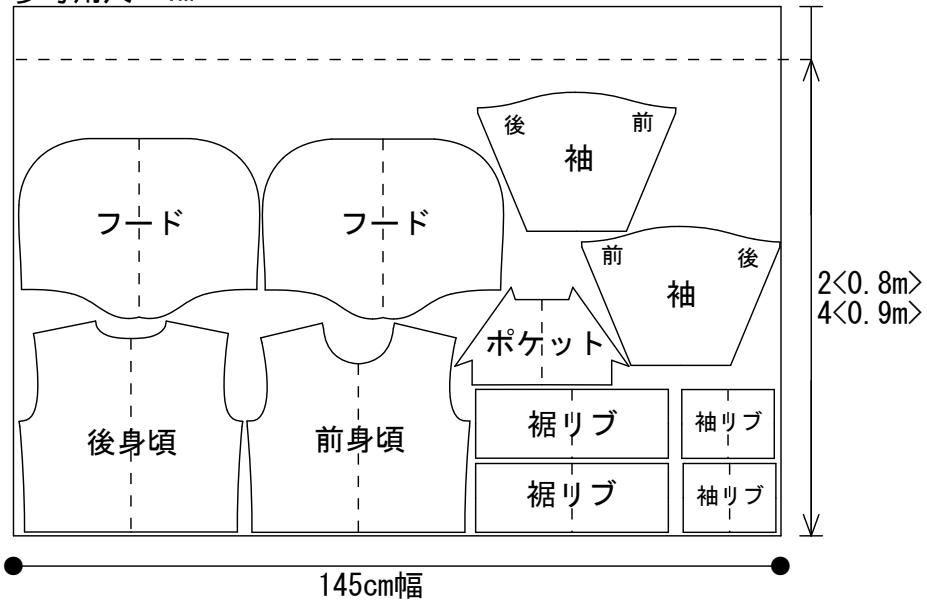 後 前
袖
フード
フード
前 後
袖
2<0.8m>
4<0.9m>
ポケット
後身頃
前身頃
裾リブ
袖リブ
裾リブ
袖リブ
145cm幅